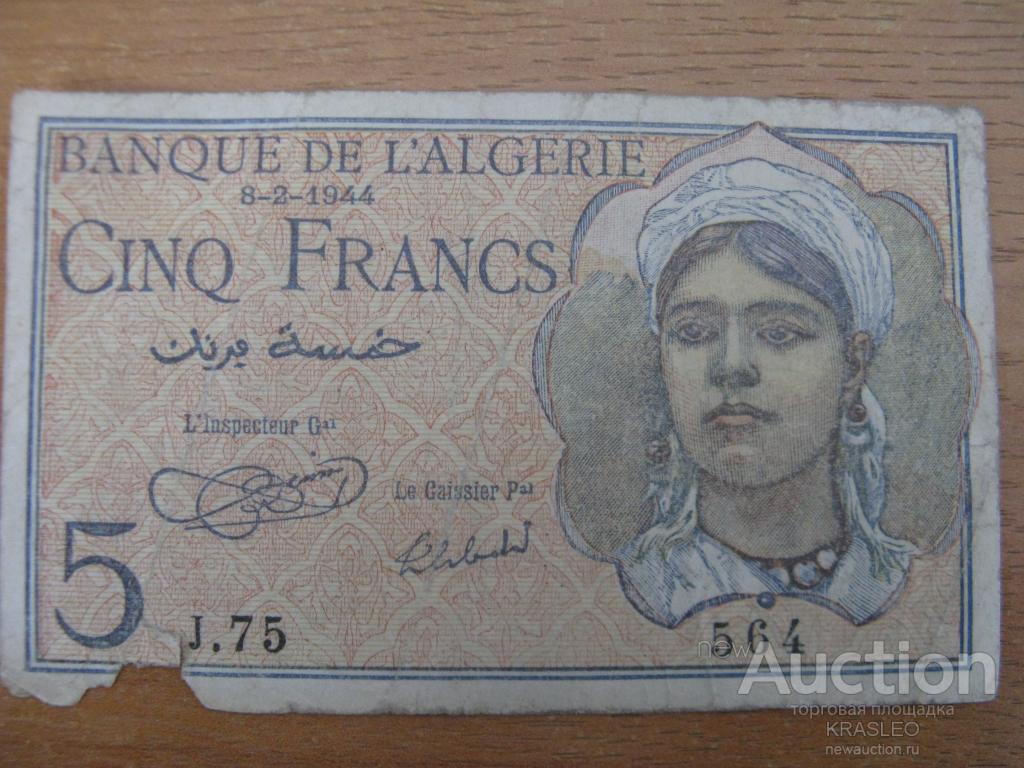 BANQUE DE L'ALGERIE
8-2-1944
CINQ FRANCS
خمسة فرنك
L'Inspecteur Gal
Le Caissier Pal
5
J.75
564
newAuction
торговая площадка
KRASLEO
newauction.ru